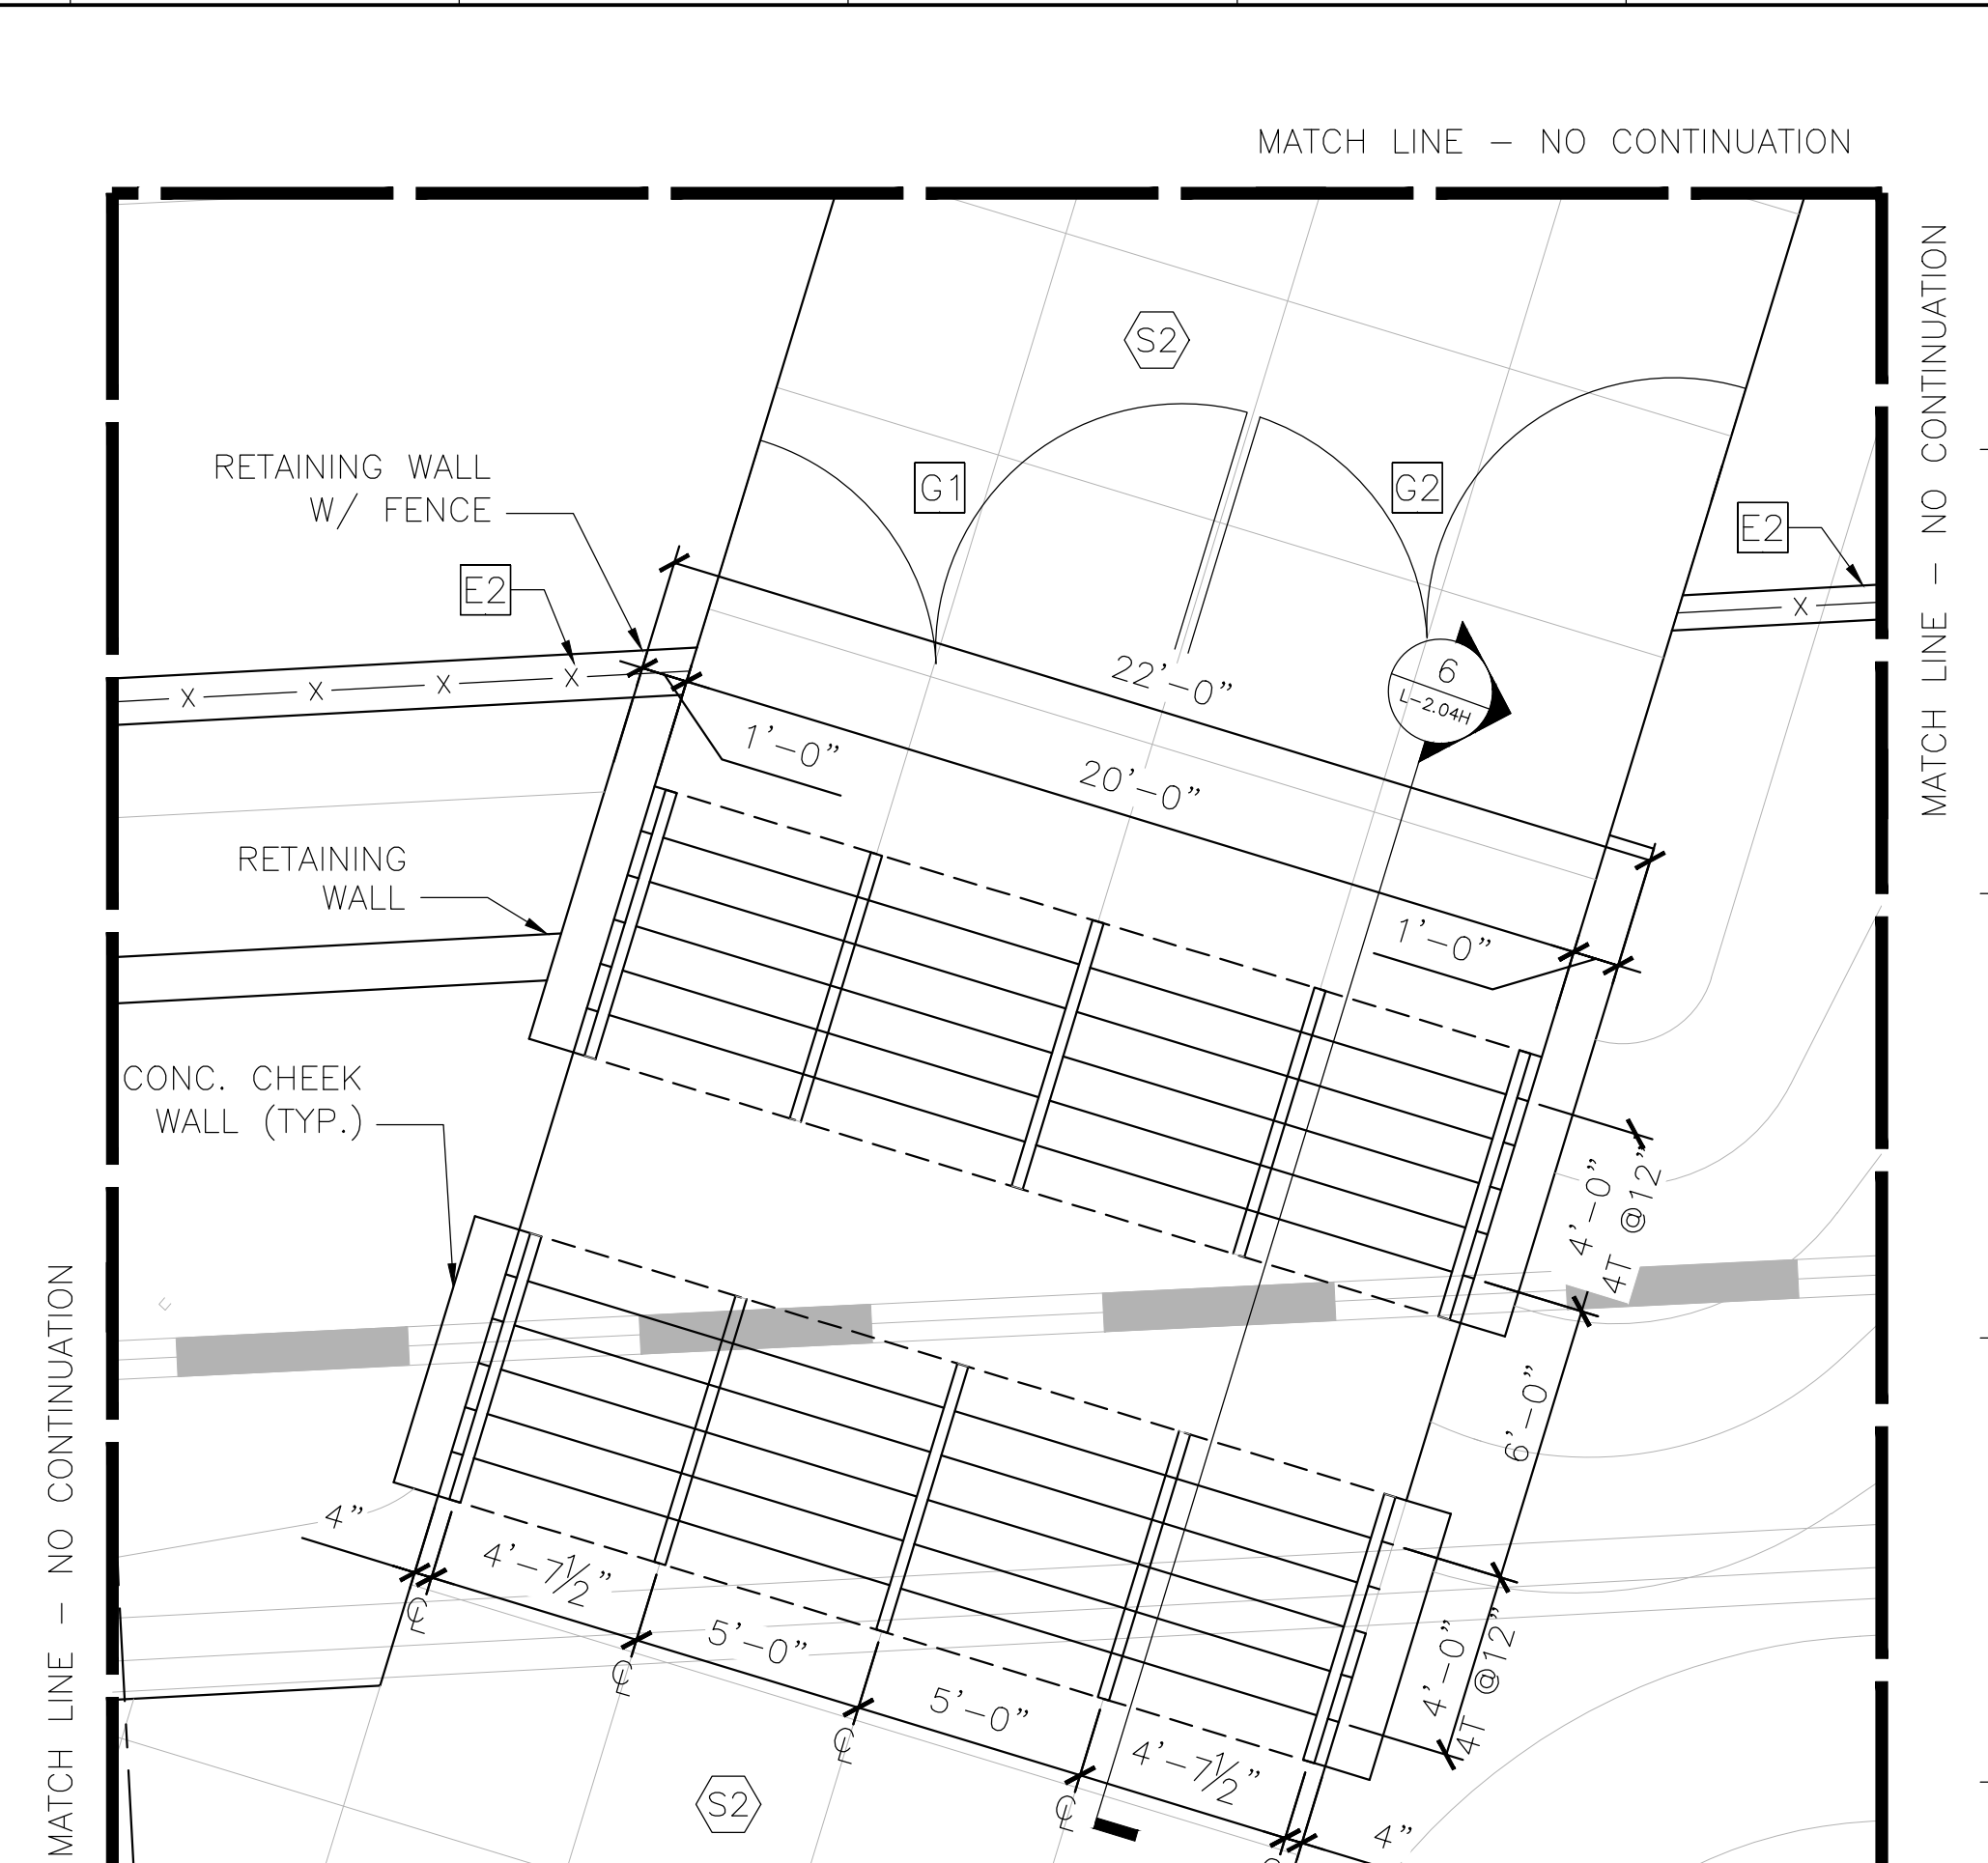 MATCH LINE – NO CONTINUATION
MATCH LINE – NO CONTINUATION
S2
RETAINING WALL
W/ FENCE
G1
G2
E2
E2
22'-0"
6
L-2.04H
1'-0"
20'-0"
RETAINING
WALL
1'-0"
CONC. CHEEK
WALL (TYP.)
4'-0"
4T @12"
E
6'-0"
4"
4'-7½"
℄
5'-0"
℄
4'-0"
4T @12"
5'-0"
℄
4'-7½"
℄
4"
S2
MATCH LINE – NO CONTINUATION
X
X
X
X
X